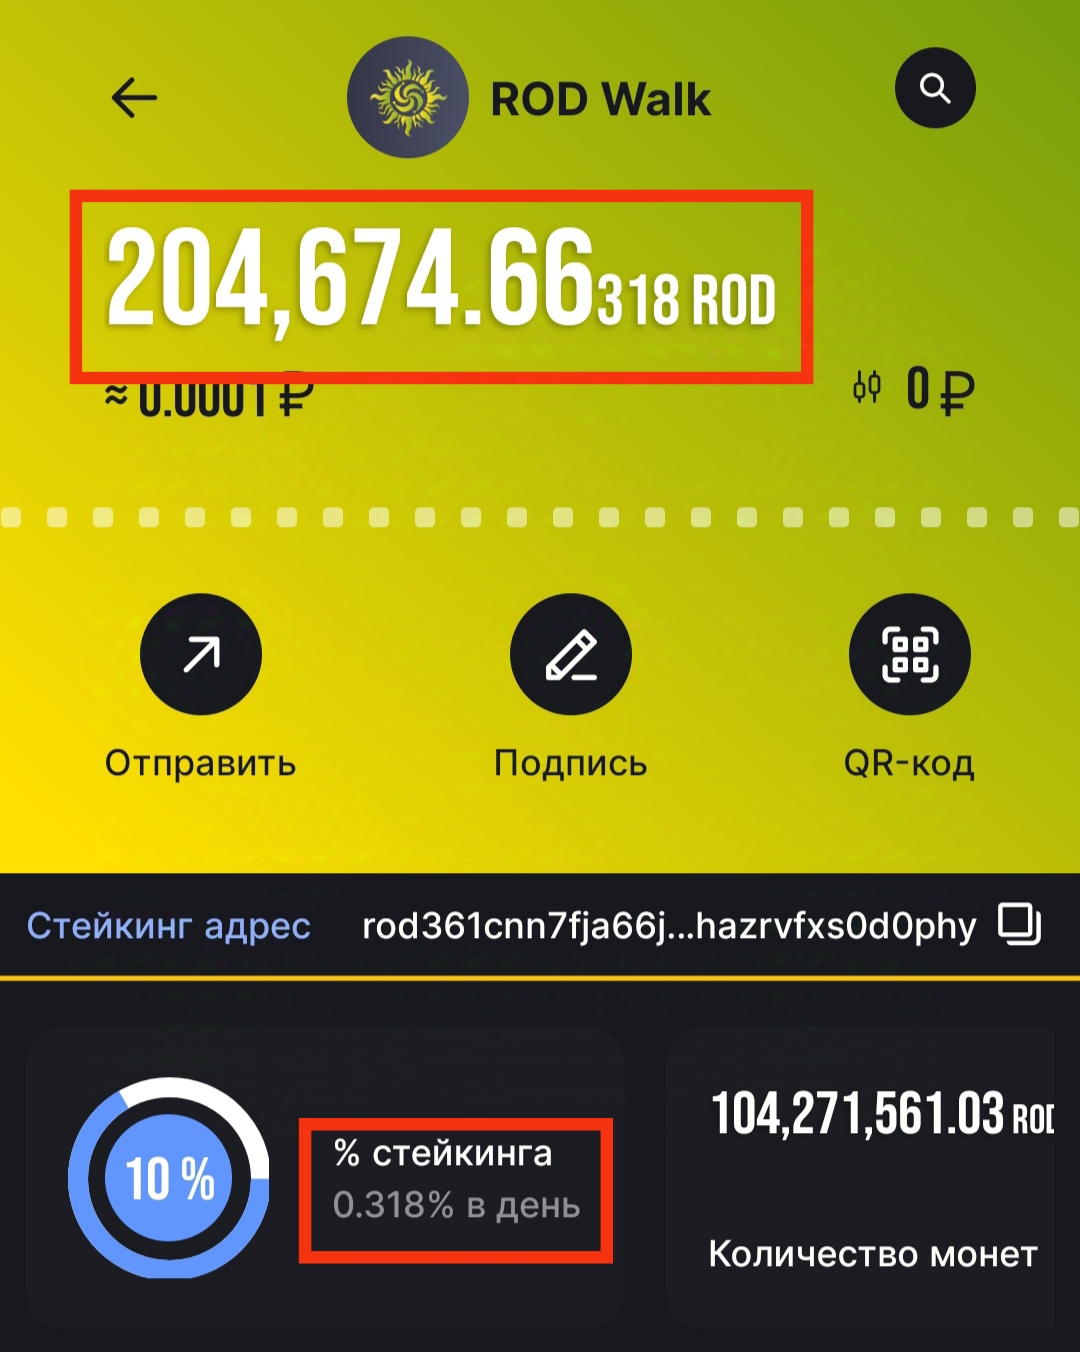 ROD Walk
204,674.66318 ROD
≈ 0.0001 ₽
0 ₽
Отправить
Подпись
QR-код
Стейкинг адрес
rod361cnn7fja66j...hazrvfxs0d0phy
10 %
% стейкинга
0.318% в день
104,271,561.03 ROD
Количество монет